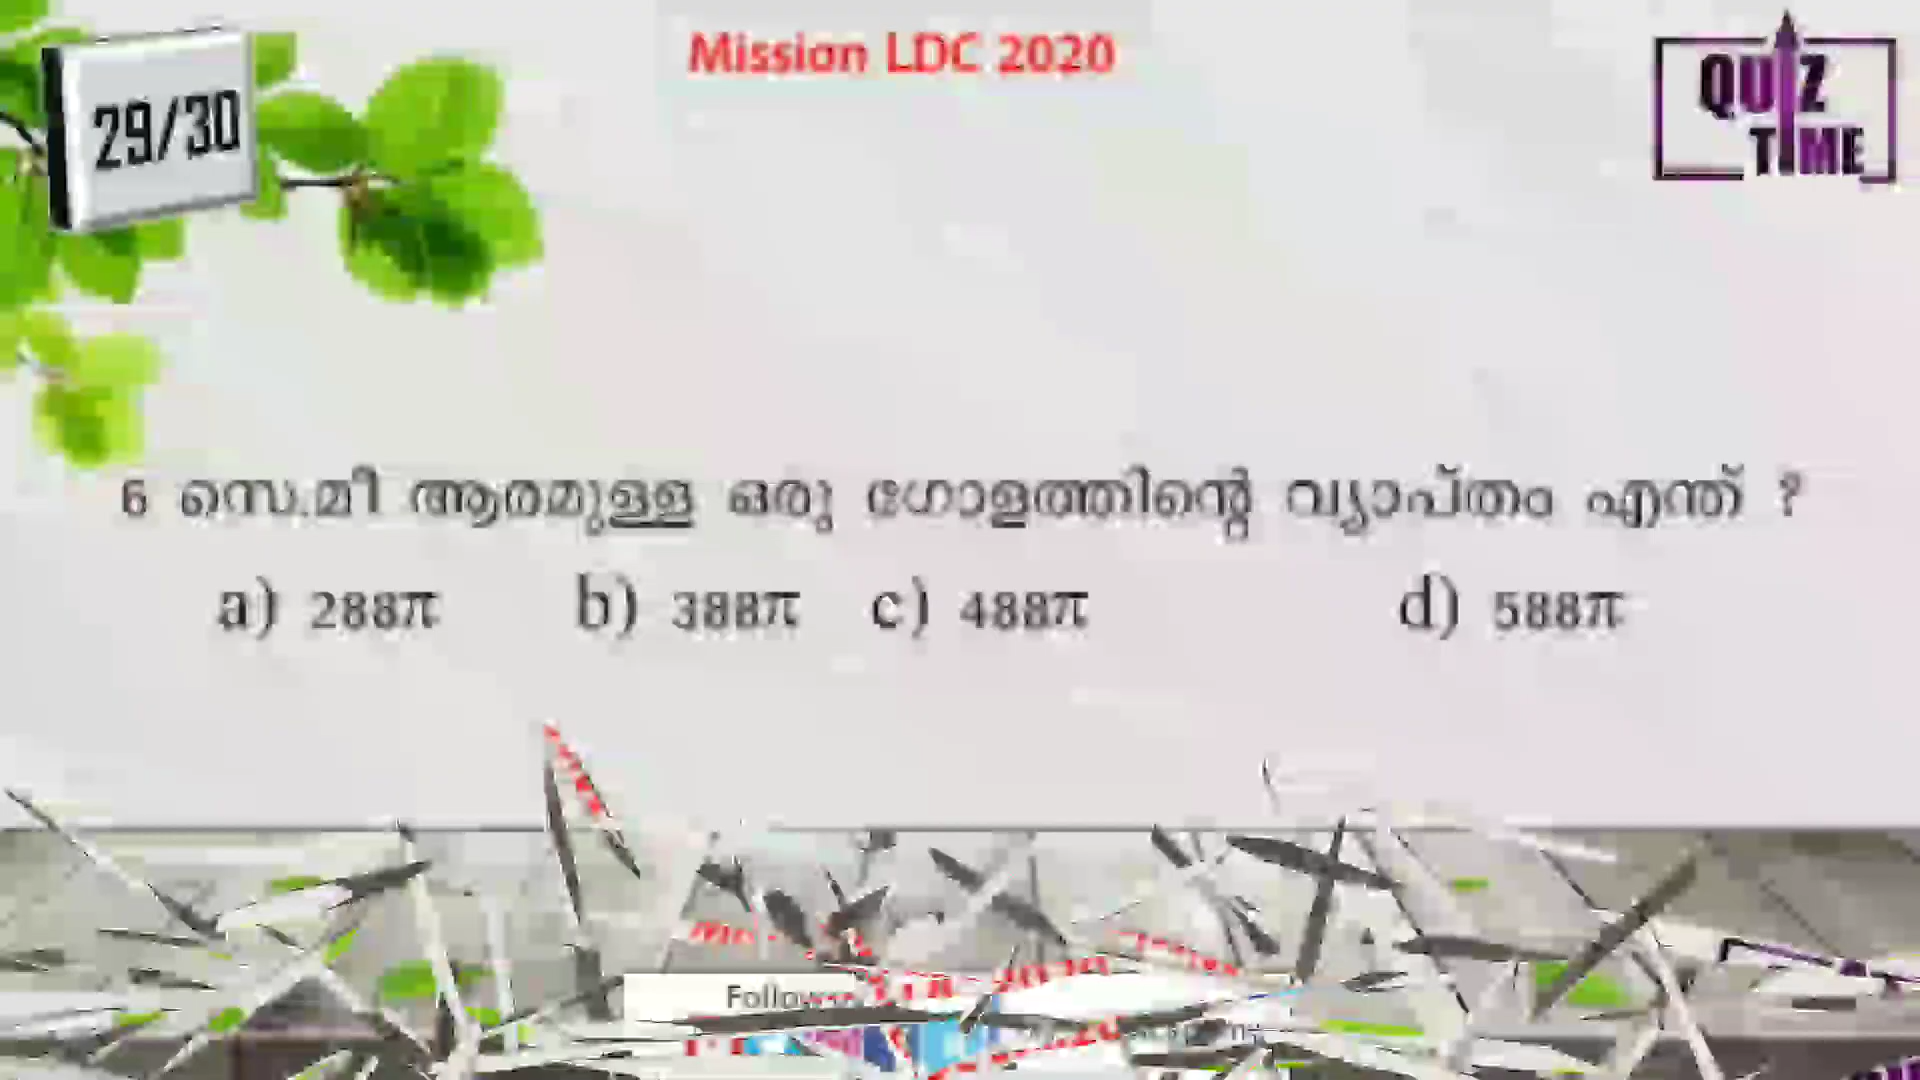 Mission LDC 2020
29/30
QUIZ
TIME
6 സെ.മീ ആരമുള്ള ഒരു ഗോളത്തിന്റെ വ്യാപ്തം എന്ത് ?
a) 288π b) 388π c) 488π d) 588π